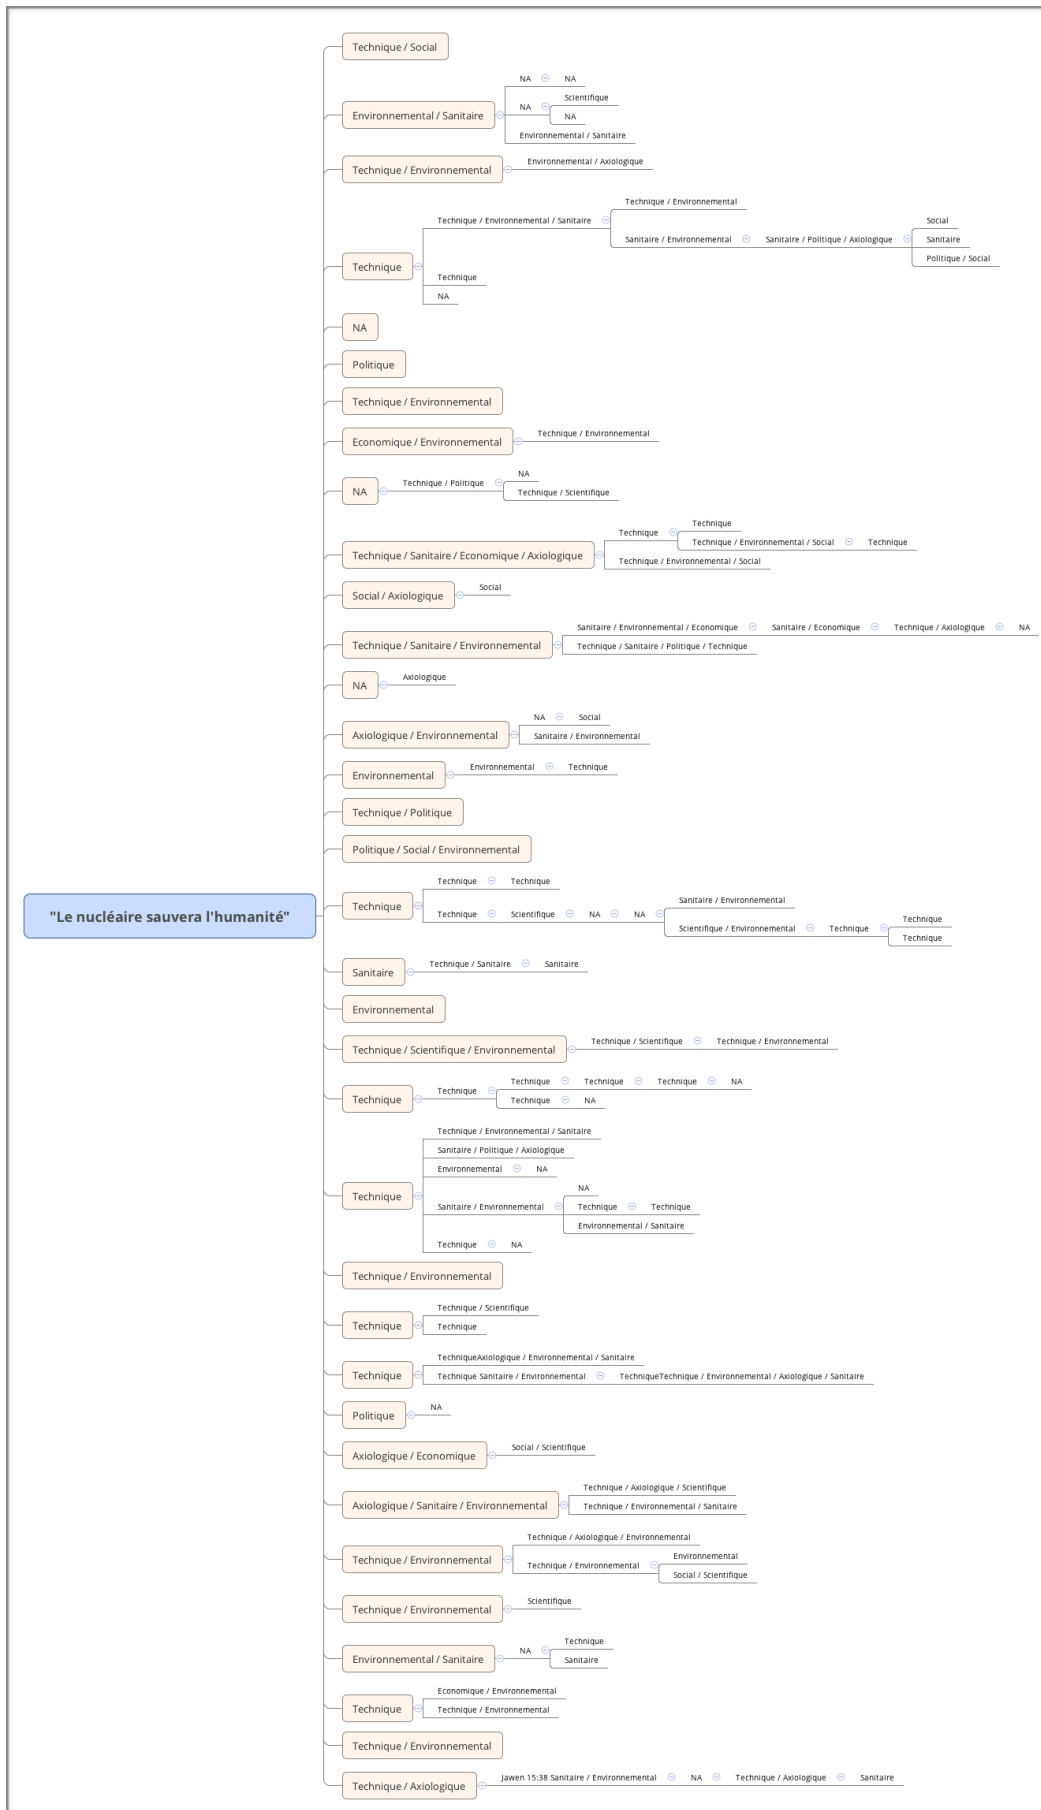 Technique / Social
NA
NA
Environnemental / Sanitaire
NA
Scientifique
NA
Environnemental / Sanitaire
Technique / Environnemental
Environnemental / Axiologique
Technique
Technique / Environnemental / Sanitaire
Technique / Environnemental
Sanitaire / Environnemental
Sanitaire / Politique / Axiologique
Social
Sanitaire
Politique / Social
Technique
NA
NA
Politique
Technique / Environnemental
Economique / Environnemental
Technique / Environnemental
NA
Technique / Politique
NA
Technique / Scientifique
Technique / Sanitaire / Economique / Axiologique
Technique
Technique
Technique / Environnemental / Social
Technique
Technique / Environnemental / Social
Social / Axiologique
Social
Technique / Sanitaire / Environnemental
Sanitaire / Environnemental / Economique
Sanitaire / Economique
Technique / Axiologique
NA
Technique / Sanitaire / Politique / Technique
NA
Axiologique
Axiologique / Environnemental
NA
Social
Sanitaire / Environnemental
Environnemental
Environnemental
Technique
Technique / Politique
Politique / Social / Environnemental
"Le nucléaire sauvera l'humanité"
Technique
Technique
Technique
Technique
Scientifique
NA
NA
Sanitaire / Environnemental
Scientifique / Environnemental
Technique
Technique
Technique
Sanitaire
Technique / Sanitaire
Sanitaire
Environnemental
Technique / Scientifique / Environnemental
Technique / Scientifique
Technique / Environnemental
Technique
Technique
Technique
Technique
Technique
NA
Technique
NA
Technique
Technique / Environnemental / Sanitaire
Sanitaire / Politique / Axiologique
Environnemental
NA
Sanitaire / Environnemental
NA
Technique
Technique
Environnemental / Sanitaire
Technique
NA
Technique / Environnemental
Technique
Technique / Scientifique
Technique
Technique
TechniqueAxiologique / Environnemental / Sanitaire
Technique Sanitaire / Environnemental
TechniqueTechnique / Environnemental / Axiologique / Sanitaire
Politique
NA
Axiologique / Economique
Social / Scientifique
Axiologique / Sanitaire / Environnemental
Technique / Axiologique / Scientifique
Technique / Environnemental / Sanitaire
Technique / Environnemental
Technique / Axiologique / Environnemental
Technique / Environnemental
Environnemental
Social / Scientifique
Technique / Environnemental
Scientifique
Environnemental / Sanitaire
NA
Technique
Sanitaire
Technique
Economique / Environnemental
Technique / Environnemental
Technique / Environnemental
Technique / Axiologique
Jawen 15:38 Sanitaire / Environnemental
NA
Technique / Axiologique
Sanitaire